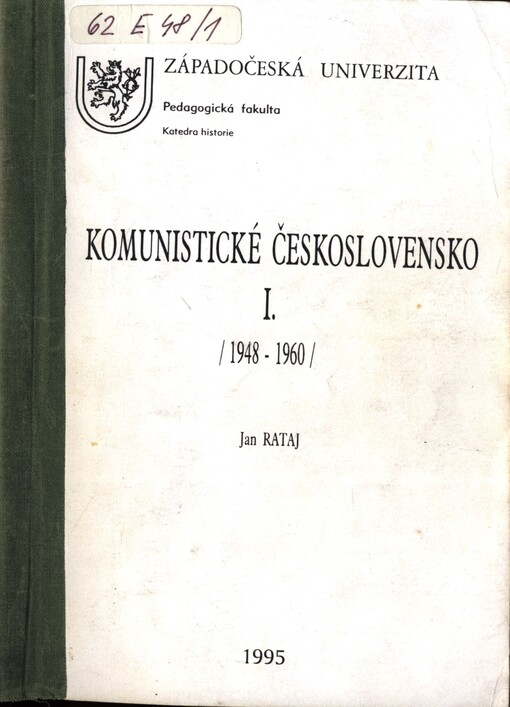 62 E 48/1
ZÁPADOČESKÁ UNIVERZITA
Pedagogická fakulta
Katedra historie
KOMUNISTICKÉ ČESKOSLOVENSKO
I.
/ 1948 - 1960 /
Jan RATAJ
1995